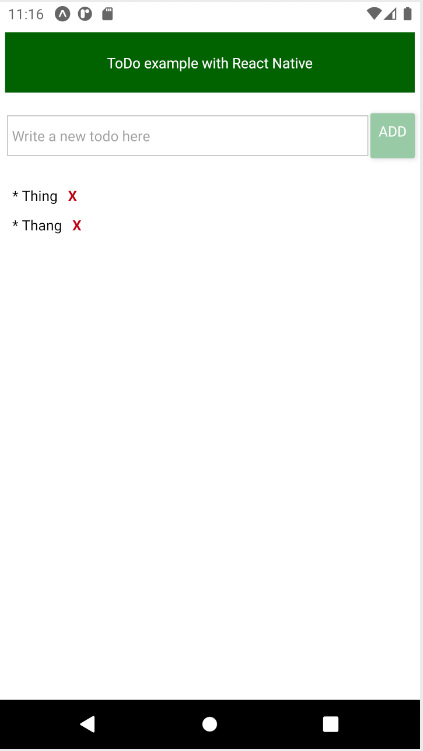 11:16
ToDo example with React Native
Write a new todo here
ADD
* Thing X
* Thang X